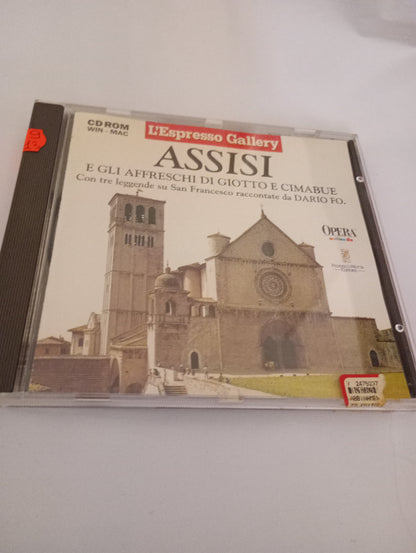 CD ROM
WIN - MAC
L'Espresso Gallery
ASSISI
E GLI AFFRESCHI DI GIOTTO E CIMABUE
Con tre leggende su San Francesco raccontate da DARIO FO.
OPERA